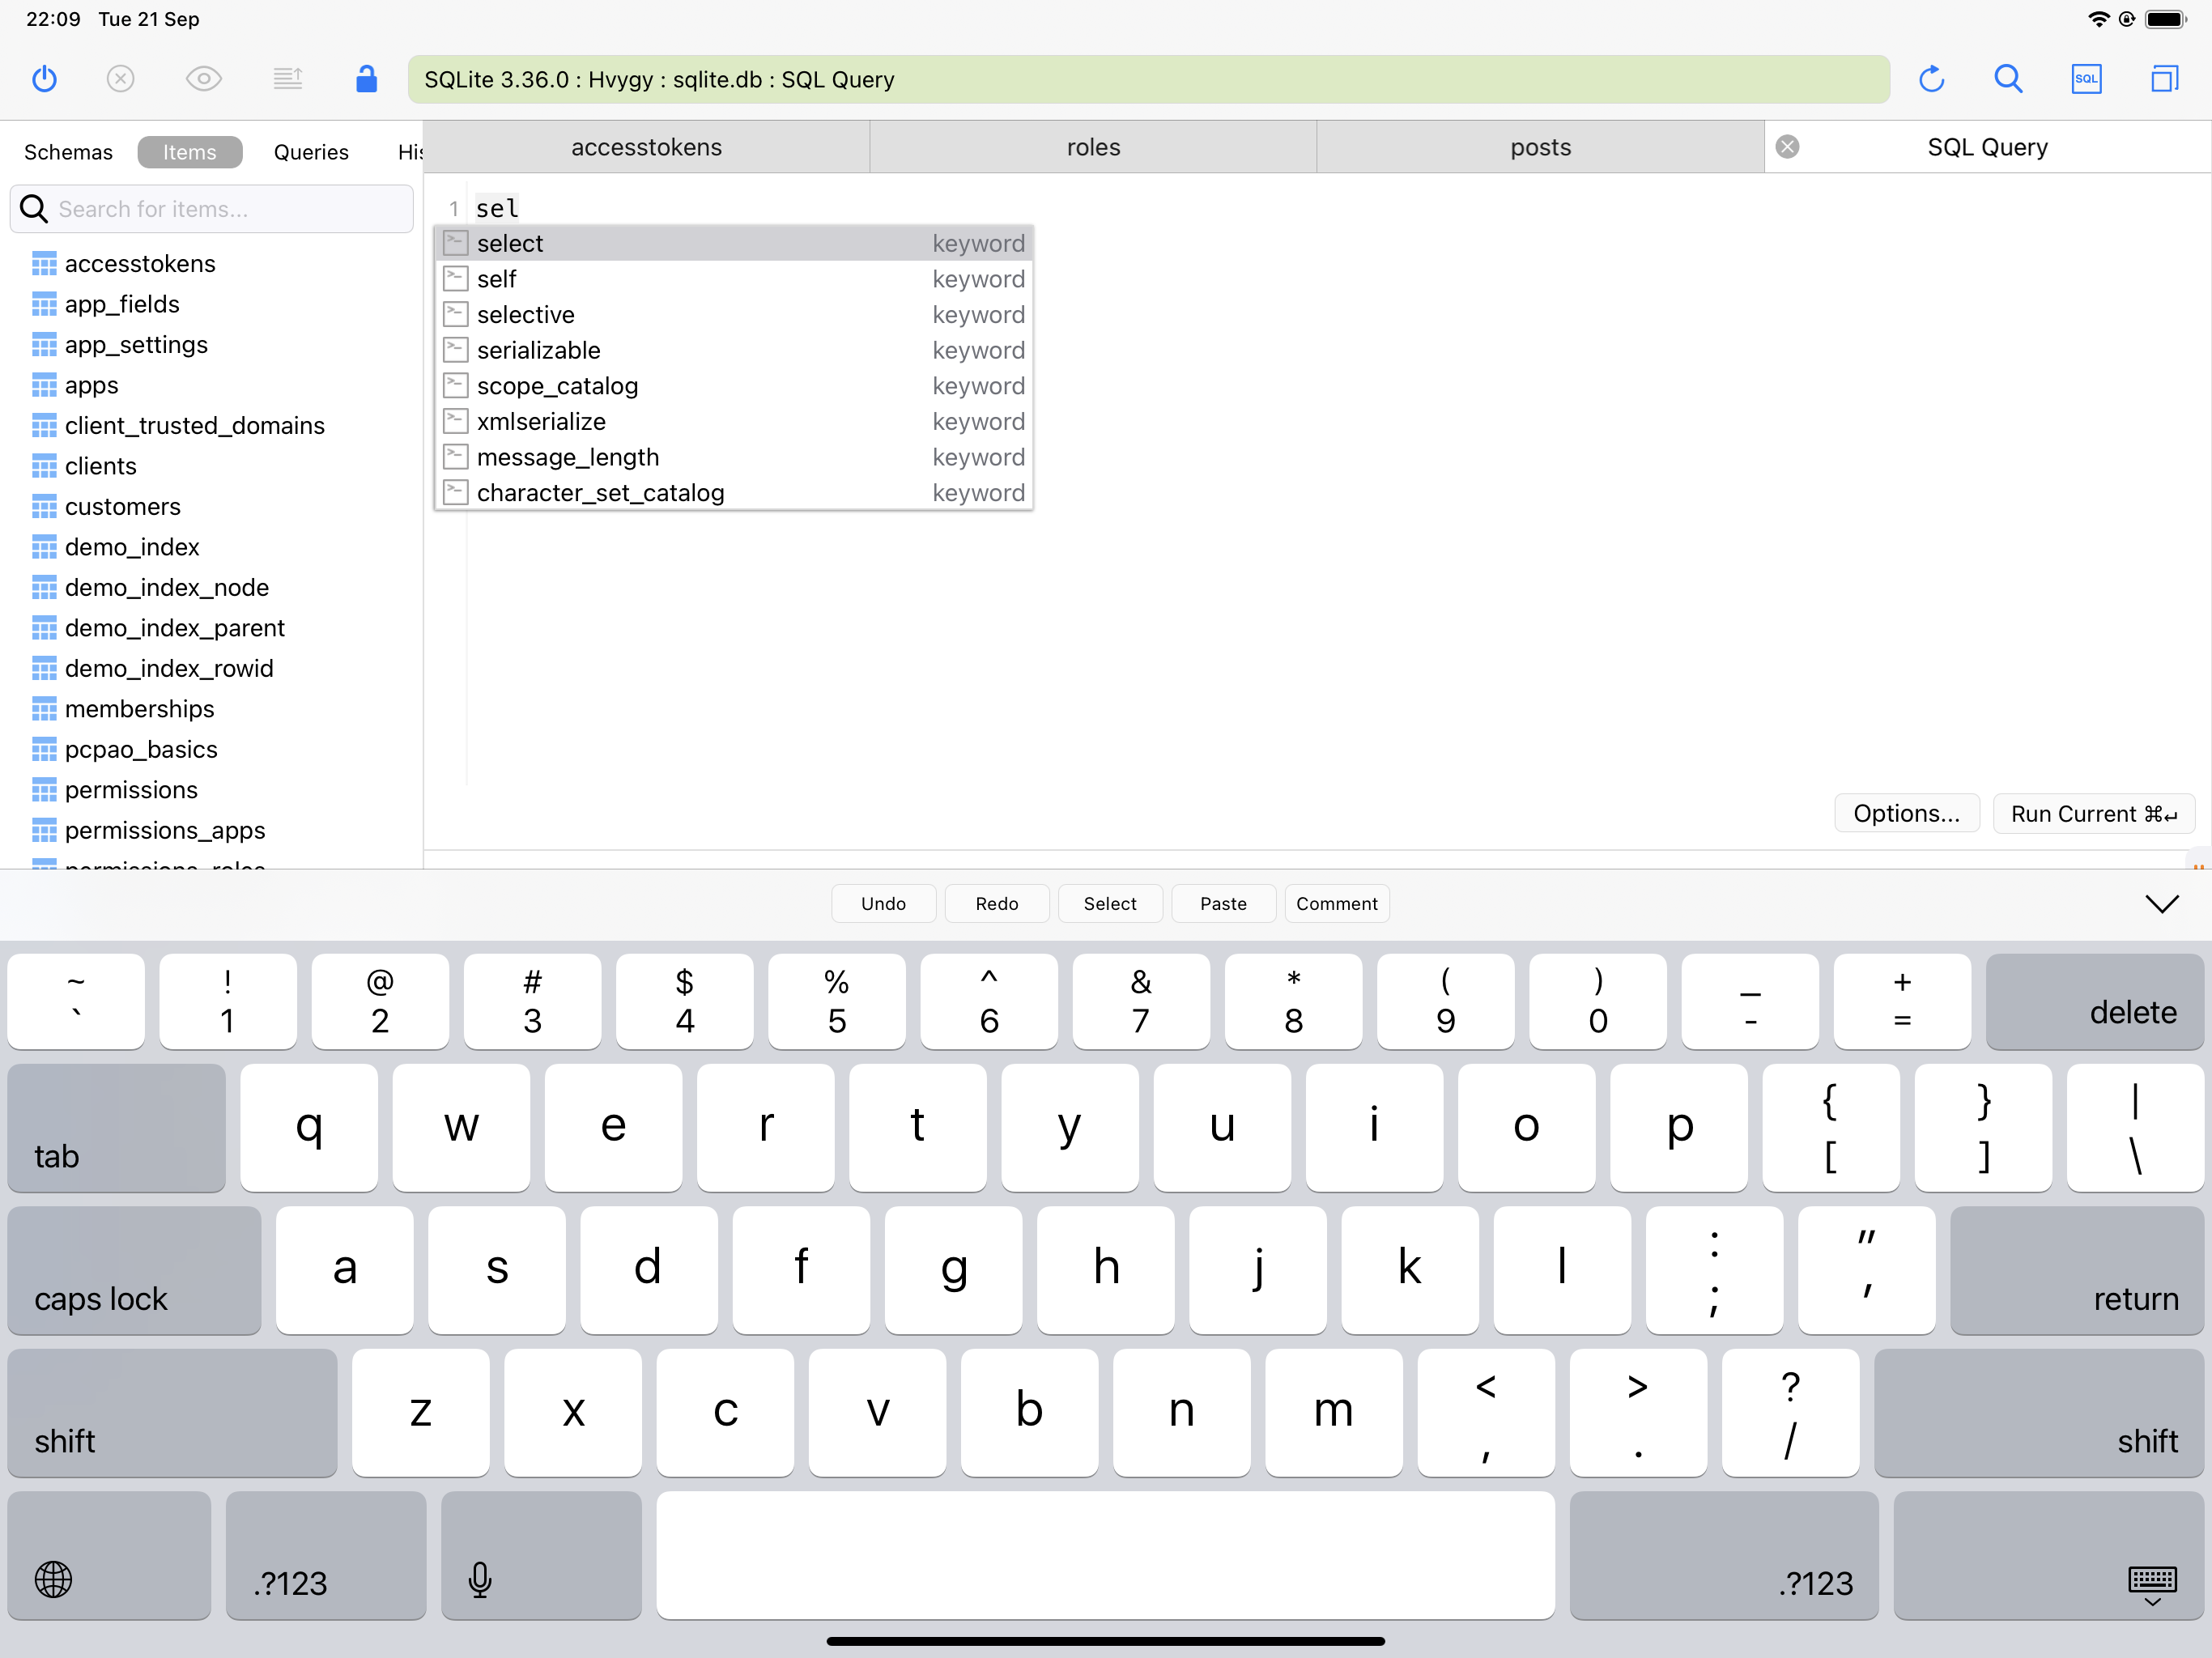 22:09 Tue 21 Sep
SQLite 3.36.0 : Hvygy : sqlite.db : SQL Query
SQL
Schemas Items Queries His
accesstokens roles posts SQL Query
Search for items...
accesstokens
app_fields
app_settings
apps
client_trusted_domains
clients
customers
demo_index
demo_index_node
demo_index_parent
demo_index_rowid
memberships
pcpao_basics
permissions
permissions_apps
permissions_roles
1 sel
select keyword
self keyword
selective keyword
serializable keyword
scope_catalog keyword
xmlserialize keyword
message_length keyword
character_set_catalog keyword
Options... Run Current ⌘↵
Undo Redo Select Paste Comment
~ ! @ # $ % ^ & * ( ) _ +
` 1 2 3 4 5 6 7 8 9 0 - = delete
tab q w e r t y u i o p { [ } ] | \
caps lock a s d f g h j k l : ; " ' return
shift z x c v b n m < , > . ? / shift
.?123 .?123